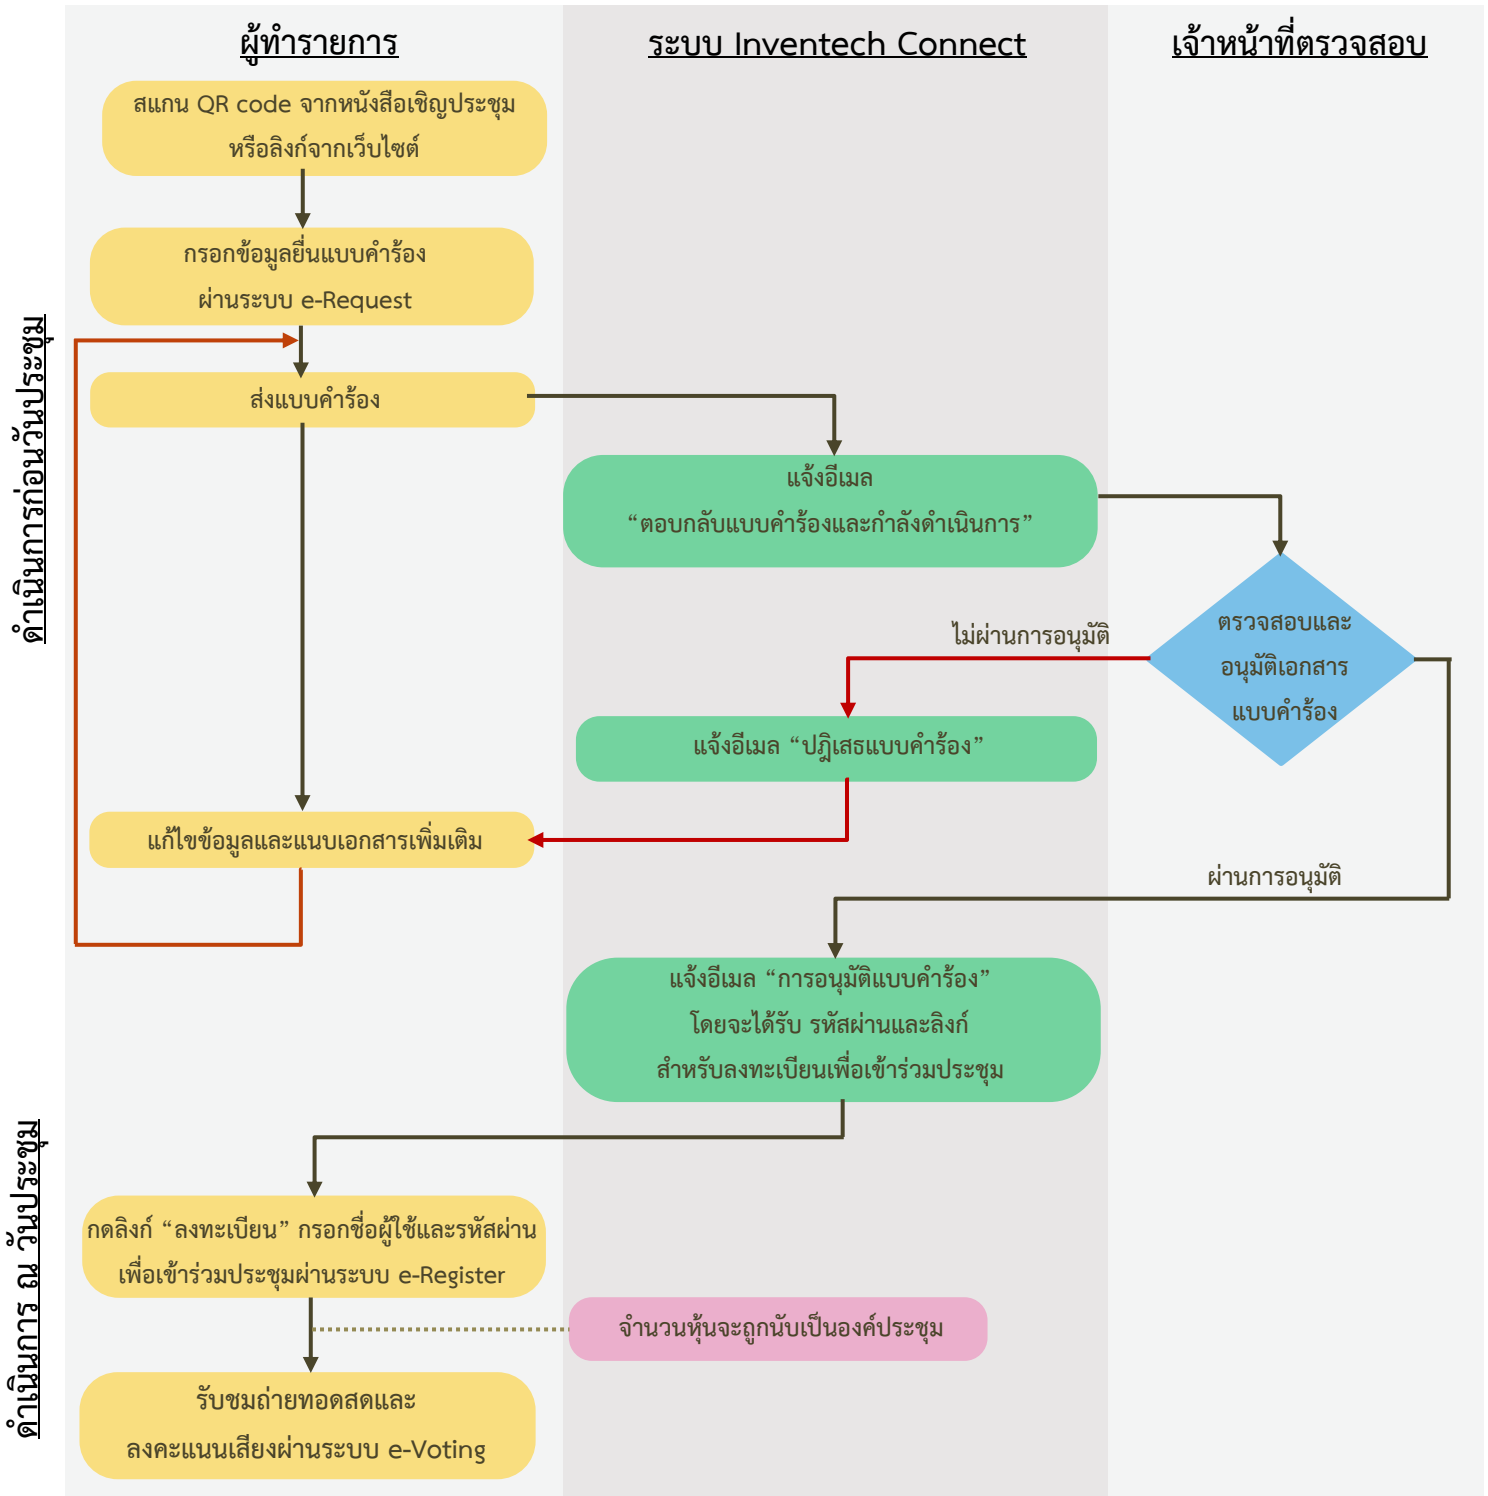 ผู้ทำรายการ
ระบบ Inventech Connect
เจ้าหน้าที่ตรวจสอบ
ดำเนินการก่อนวันประชุม
สแกน QR code จากหนังสือเชิญประชุม
หรือลิงก์จากเว็บไซต์
กรอกข้อมูลยื่นแบบคำร้อง
ผ่านระบบ e-Request
ส่งแบบคำร้อง
แจ้งอีเมล
“ตอบกลับแบบคำร้องและกำลังดำเนินการ”
ตรวจสอบและ
อนุมัติเอกสาร
แบบคำร้อง
ไม่ผ่านการอนุมัติ
แจ้งอีเมล “ปฎิเสธแบบคำร้อง”
แก้ไขข้อมูลและแนบเอกสารเพิ่มเติม
ผ่านการอนุมัติ
แจ้งอีเมล “การอนุมัติแบบคำร้อง”
โดยจะได้รับ รหัสผ่านและลิงก์
สำหรับลงทะเบียนเพื่อเข้าร่วมประชุม
ดำเนินการ ณ วันประชุม
กดลิงก์ “ลงทะเบียน” กรอกชื่อผู้ใช้และรหัสผ่าน
เพื่อเข้าร่วมประชุมผ่านระบบ e-Register
จำนวนหุ้นจะถูกนับเป็นองค์ประชุม
รับชมถ่ายทอดสดและ
ลงคะแนนเสียงผ่านระบบ e-Voting